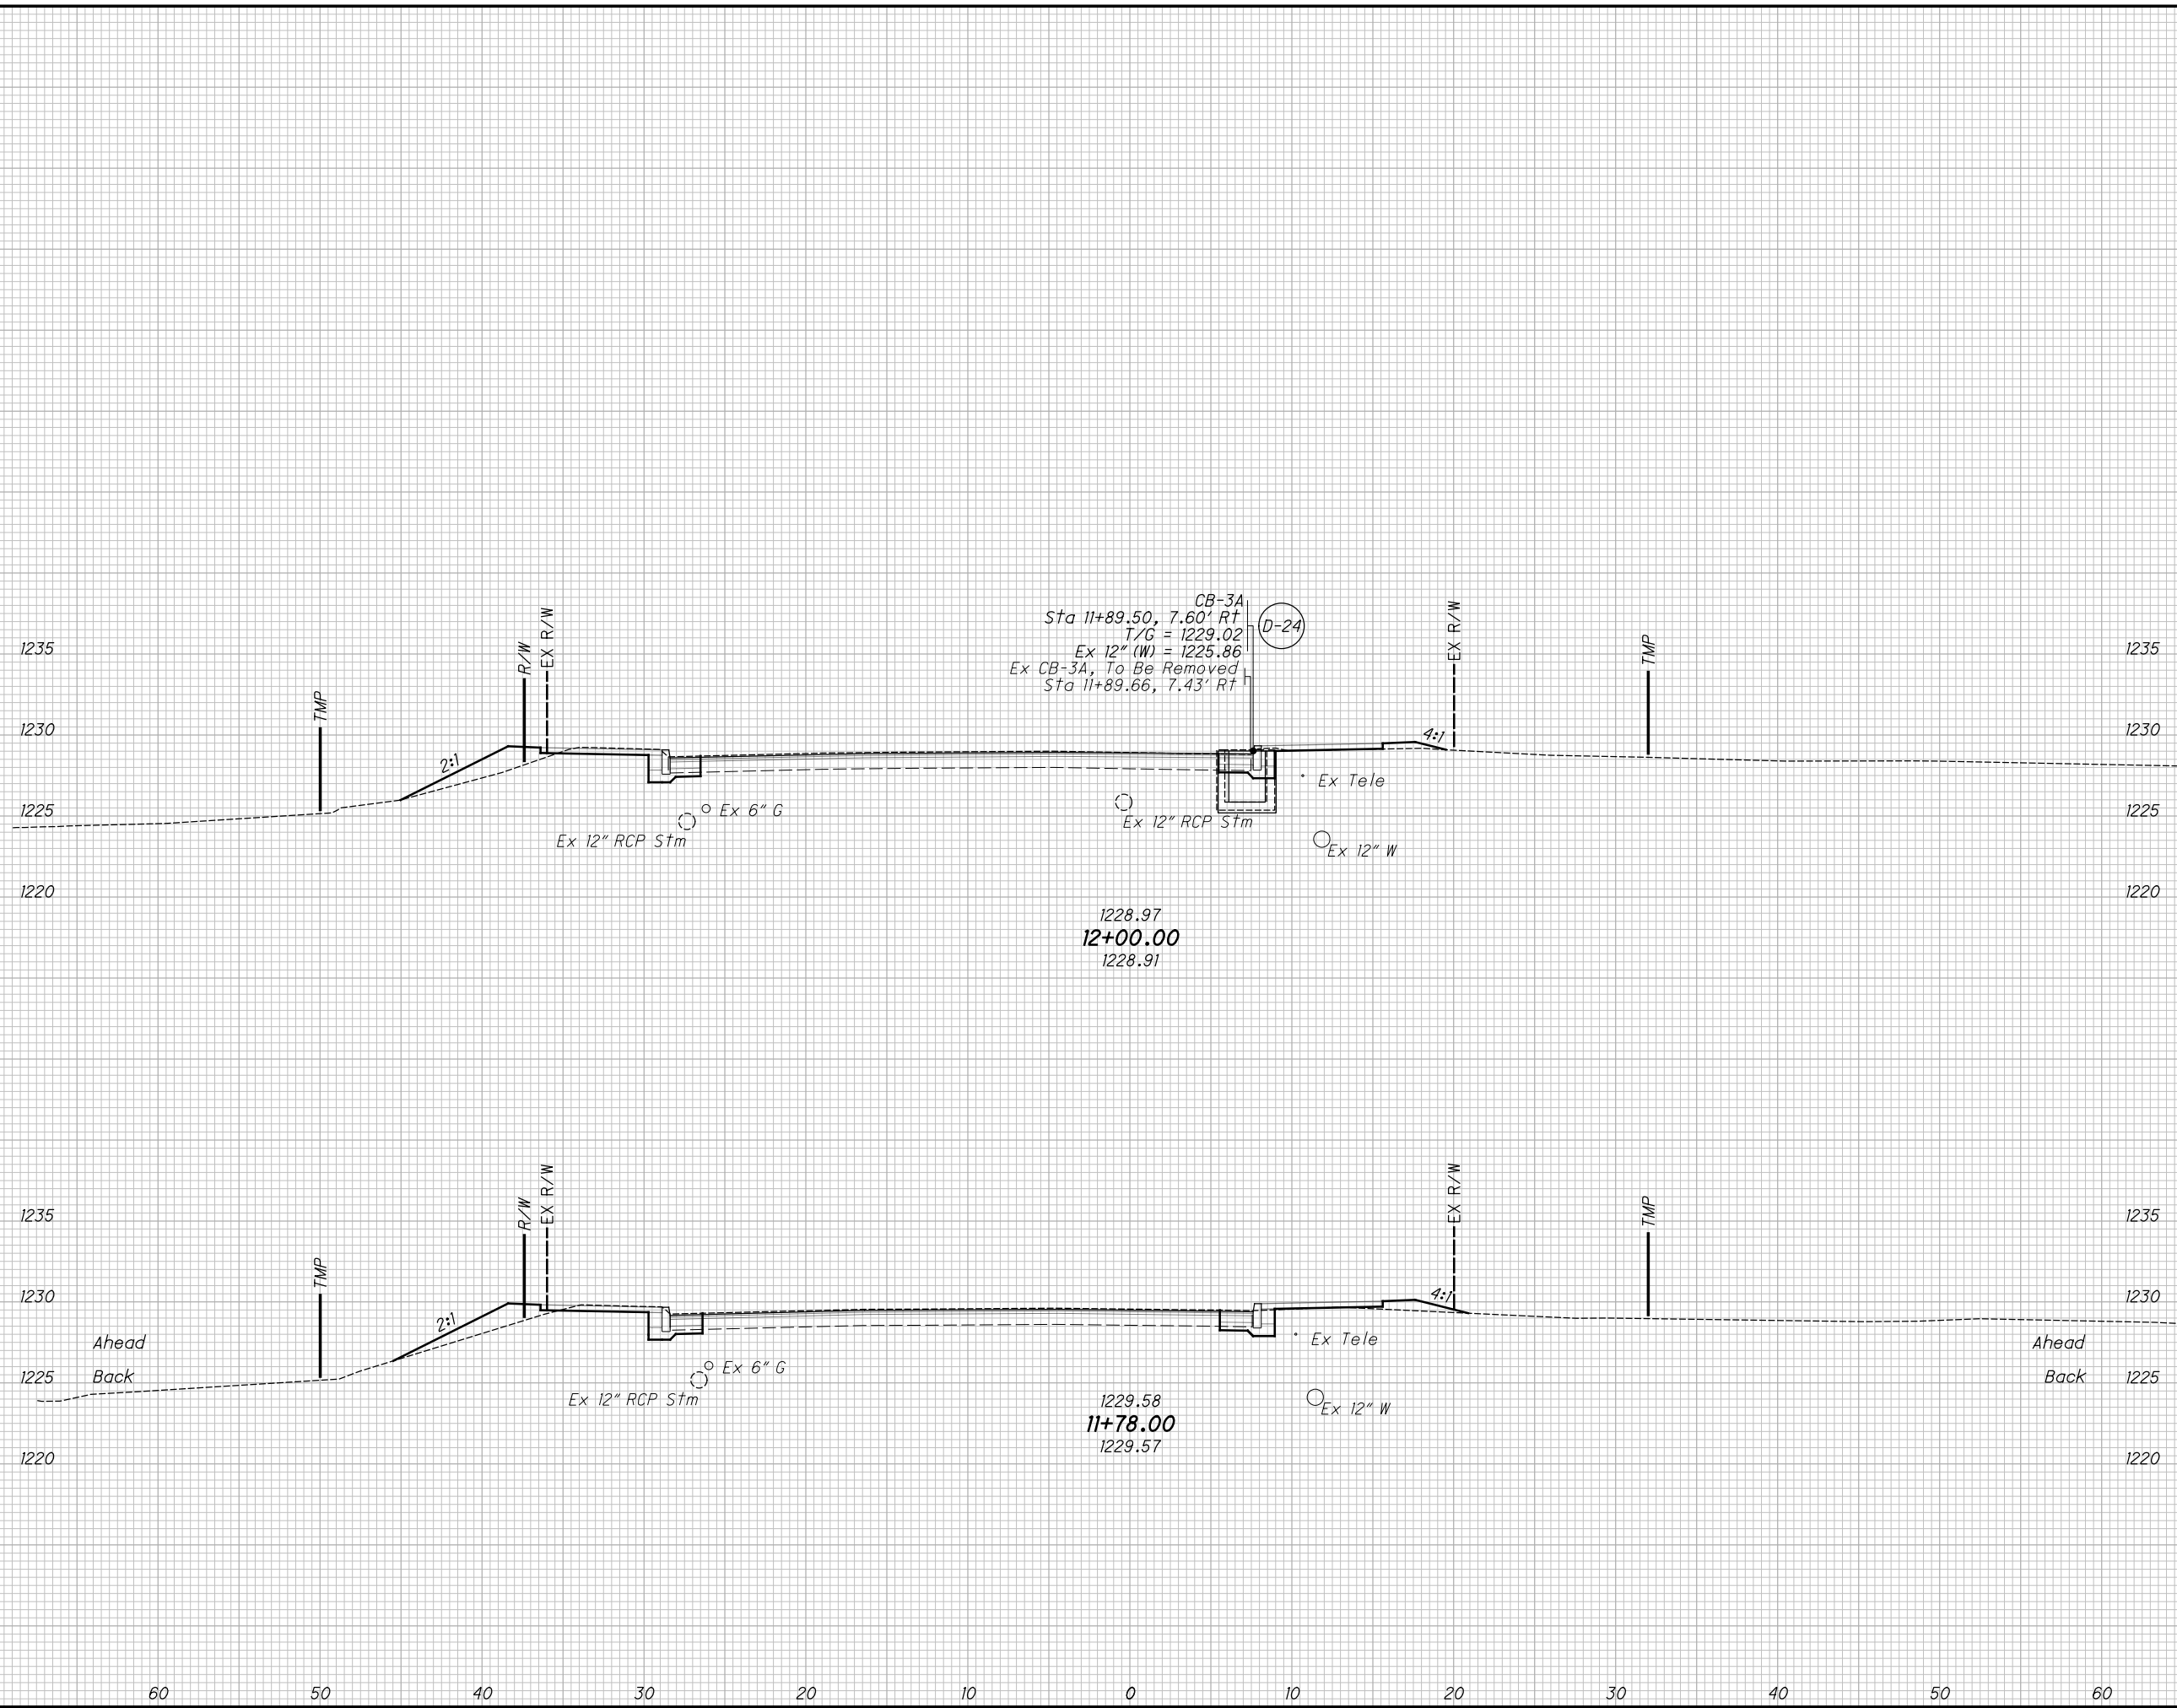 CB-3A
Sta 11+89.50, 7.60' Rt
T/G = 1229.02
Ex 12" (W) = 1225.86
Ex CB-3A, To Be Removed
Sta 11+89.66, 7.43' Rt
D-24
TMP
R/W
EX R/W
EX R/W
TMP
1235
1235
1230
1230
2:1
4:1
1225
Ex 6" G
Ex 12" RCP Stm
Ex 12" RCP Stm
Ex Tele
Ex 12" W
1225
1220
1220
1228.97
12+00.00
1228.91
TMP
R/W
EX R/W
EX R/W
TMP
1235
1235
1230
1230
2:1
4:1
Ahead
Back
1225
Ex 6" G
Ex 12" RCP Stm
Ex Tele
Ex 12" W
Ahead
Back
1225
1229.58
11+78.00
1229.57
1220
1220
60 50 40 30 20 10 0 10 20 30 40 50 60